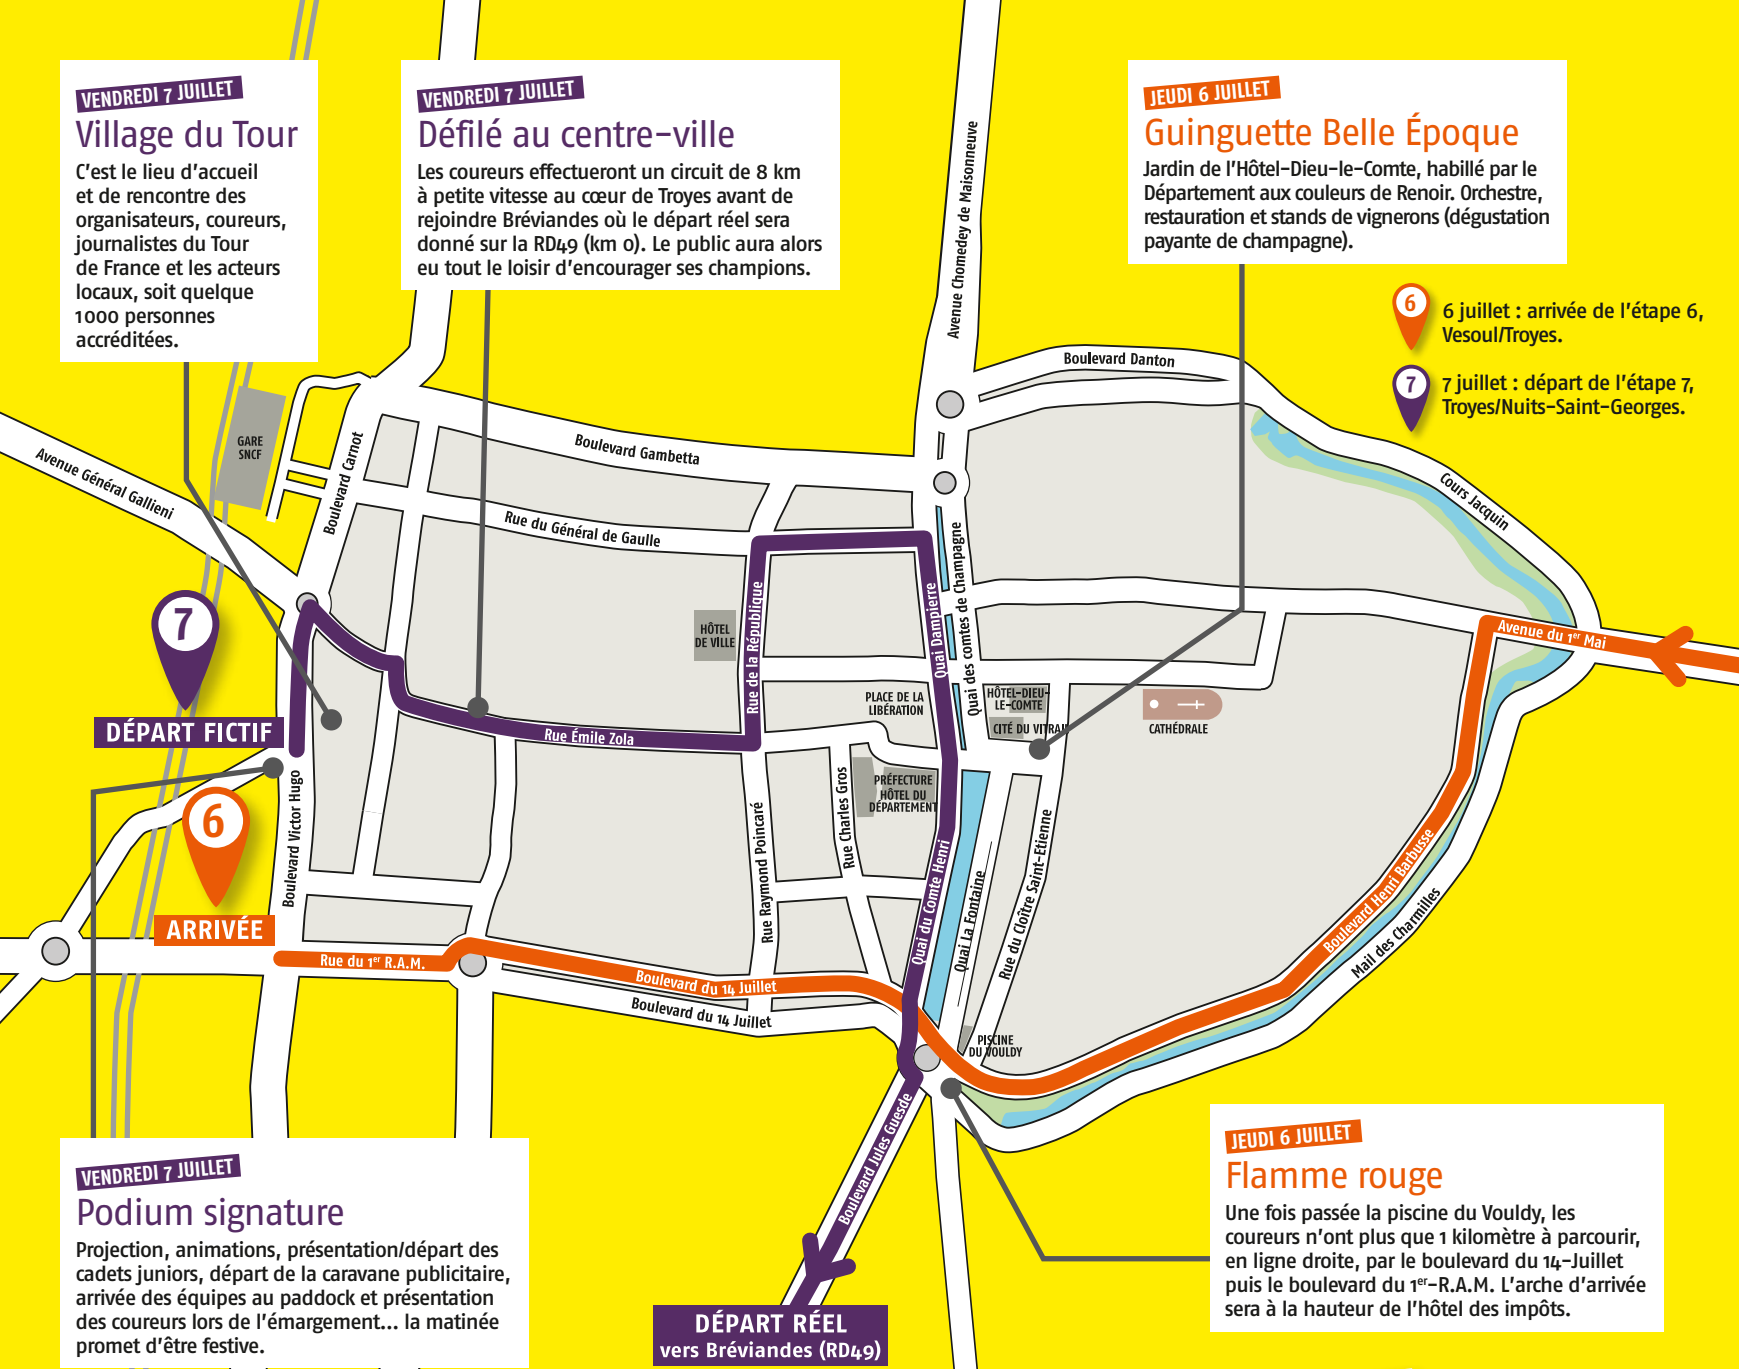 VENDREDI 7 JUILLET
Village du Tour
C'est le lieu d'accueil
et de rencontre des
organisateurs, coureurs,
journalistes du Tour
de France et les acteurs
locaux, soit quelque
1000 personnes
accréditées.
VENDREDI 7 JUILLET
Défilé au centre-ville
Les coureurs effectueront un circuit de 8 km
à petite vitesse au cœur de Troyes avant de
rejoindre Bréviandes où le départ réel sera
donné sur la RD49 (km 0). Le public aura alors
eu tout le loisir d'encourager ses champions.
JEUDI 6 JUILLET
Guinguette Belle Époque
Jardin de l'Hôtel-Dieu-le-Comte, habillé par le
Département aux couleurs de Renoir. Orchestre,
restauration et stands de vignerons (dégustation
payante de champagne).
6
6 juillet : arrivée de l'étape 6,
Vesoul/Troyes.
7
7 juillet : départ de l'étape 7,
Troyes/Nuits-Saint-Georges.
Avenue Chomedey de Maisonneuve
Boulevard Danton
Cours Jacquin
Boulevard Gambetta
GARE
SNCF
Boulevard Carnot
Avenue Général Gallieni
Rue du Général de Gaulle
Quai des comtes de Champagne
Quai Dampierre
Rue de la République
HÔTEL
DE VILLE
Avenue du 1er Mai
7
DÉPART FICTIF
PLACE DE LA
LIBÉRATION
HÔTEL-DIEU-
LE-COMTE
CITÉ DU VITRAIL
CATHÉDRALE
Rue Émile Zola
PRÉFECTURE
HÔTEL DU
DÉPARTEMENT
Boulevard Victor Hugo
6
ARRIVÉE
Rue Raymond Poincaré
Rue Charles Gros
Quai du Comte Henri
Quai La Fontaine
Rue du Cloître Saint-Etienne
Boulevard Henri Barbusse
Mail des Charmilles
Rue du 1er R.A.M.
Boulevard du 14 Juillet
Boulevard du 14 Juillet
PISCINE
DU VOULDY
Boulevard Jules Guesde
DÉPART RÉEL
vers Bréviandes (RD49)
VENDREDI 7 JUILLET
Podium signature
Projection, animations, présentation/départ des
cadets juniors, départ de la caravane publicitaire,
arrivée des équipes au paddock et présentation
des coureurs lors de l'émargement... la matinée
promet d'être festive.
JEUDI 6 JUILLET
Flamme rouge
Une fois passée la piscine du Vouldy, les
coureurs n'ont plus que 1 kilomètre à parcourir,
en ligne droite, par le boulevard du 14-Juillet
puis le boulevard du 1er-R.A.M. L'arche d'arrivée
sera à la hauteur de l'hôtel des impôts.